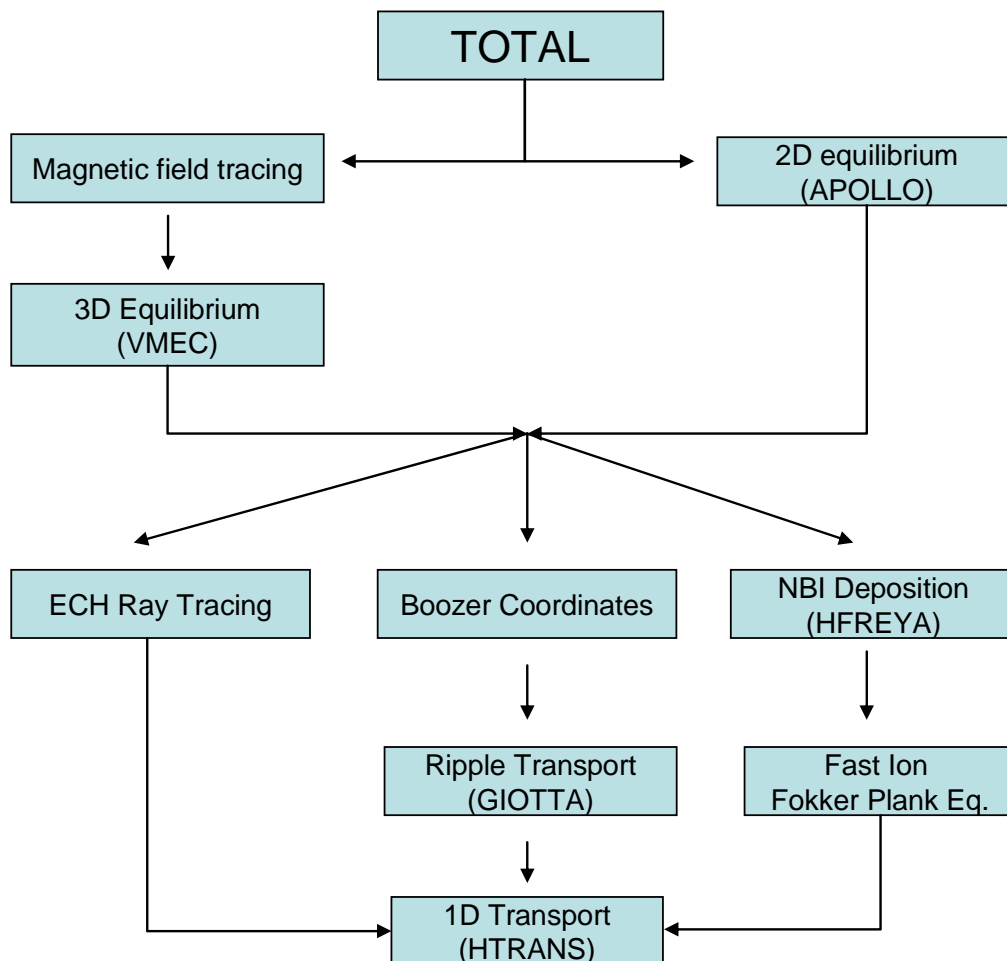 TOTAL
Magnetic field tracing
2D equilibrium
(APOLLO)
3D Equilibrium
(VMEC)
ECH Ray Tracing
Boozer Coordinates
NBI Deposition
(HFREYA)
Ripple Transport
(GIOTTA)
Fast Ion
Fokker Plank Eq.
1D Transport
(HTRANS)